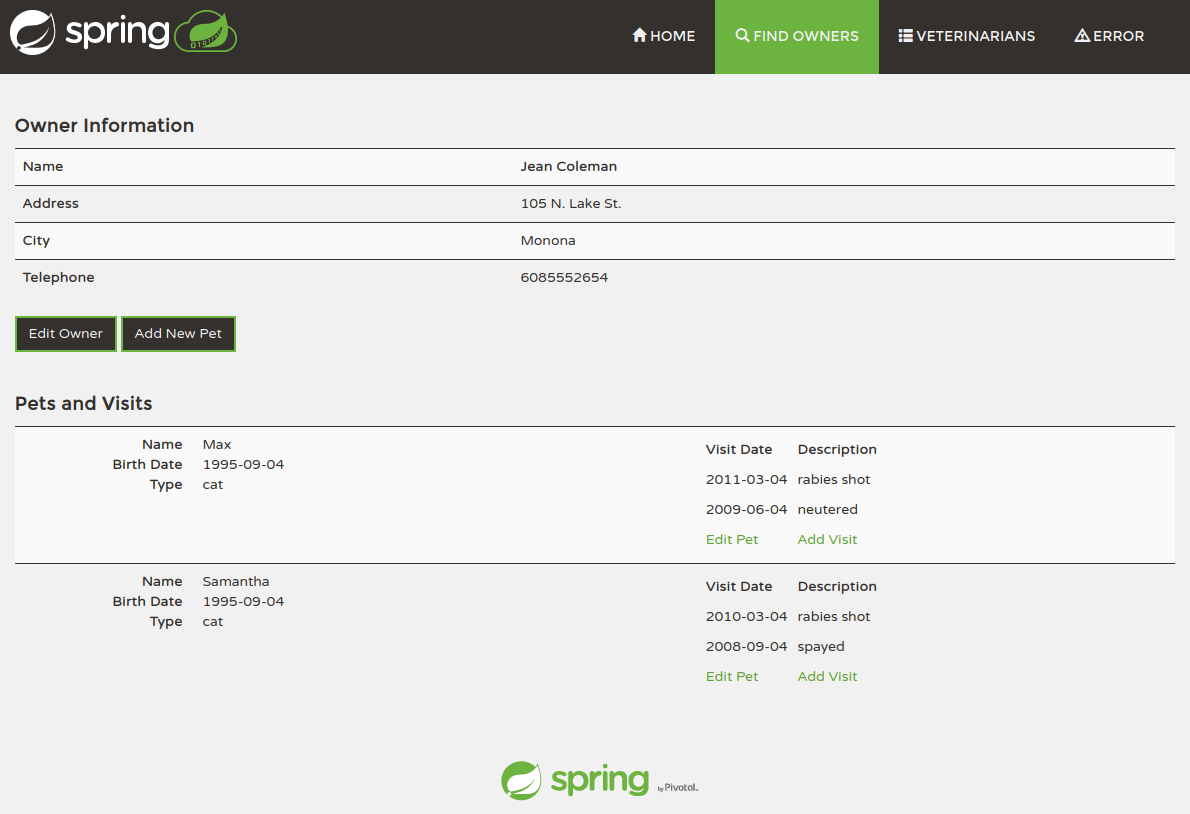 spring
HOME FIND OWNERS VETERINARIANS ERROR
Owner Information
Name Jean Coleman
Address 105 N. Lake St.
City Monona
Telephone 6085552654
Edit Owner Add New Pet
Pets and Visits
Name Max
Birth Date 1995-09-04
Type cat
Visit Date Description
2011-03-04 rabies shot
2009-06-04 neutered
Edit Pet Add Visit
Name Samantha
Birth Date 1995-09-04
Type cat
Visit Date Description
2010-03-04 rabies shot
2008-09-04 spayed
Edit Pet Add Visit
spring by Pivotal.